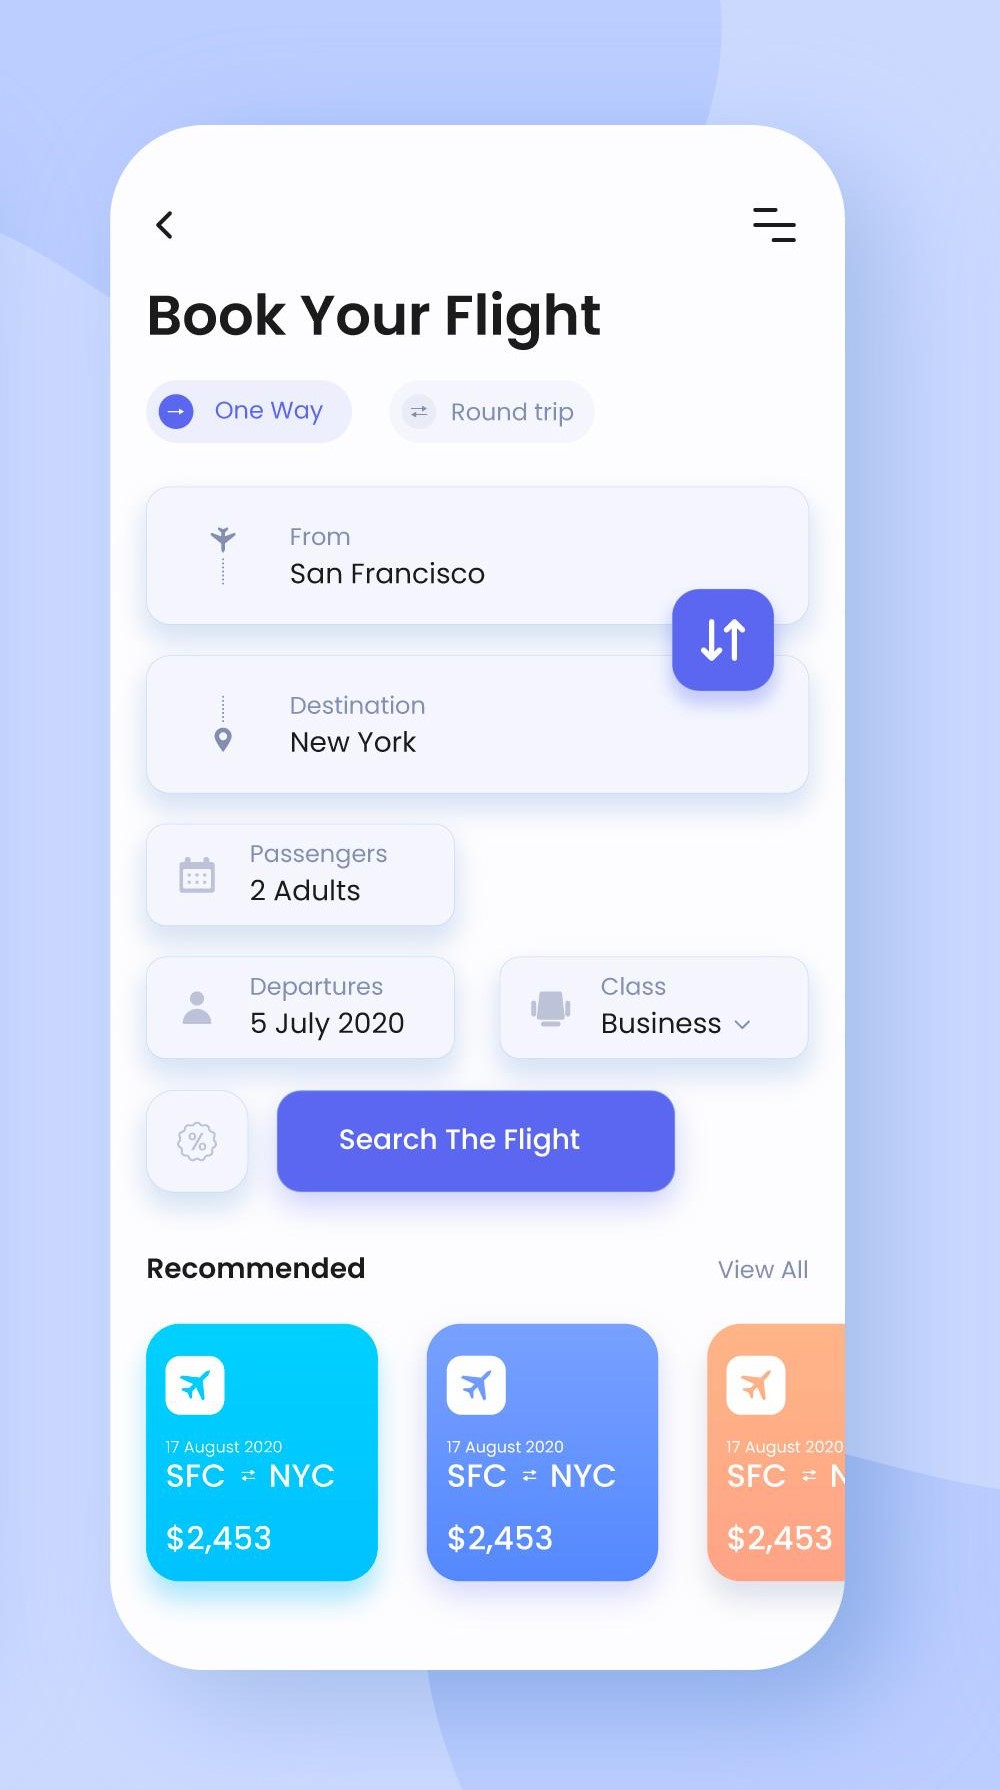 Book Your Flight
One Way
Round trip
From
San Francisco
Destination
New York
Passengers
2 Adults
Departures
5 July 2020
Class
Business
%
Search The Flight
Recommended
View All
17 August 2020
SFC ⇄ NYC
$2,453
17 August 2020
SFC ⇄ NYC
$2,453
17 August 2020
SFC ⇄ N
$2,453